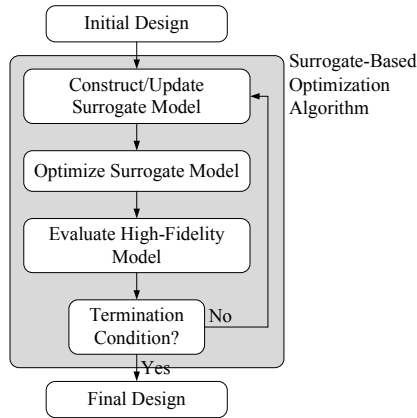 Initial Design
Surrogate-Based
Optimization
Algorithm
Construct/Update
Surrogate Model
Optimize Surrogate Model
Evaluate High-Fidelity
Model
Termination
Condition?
No
Yes
Final Design